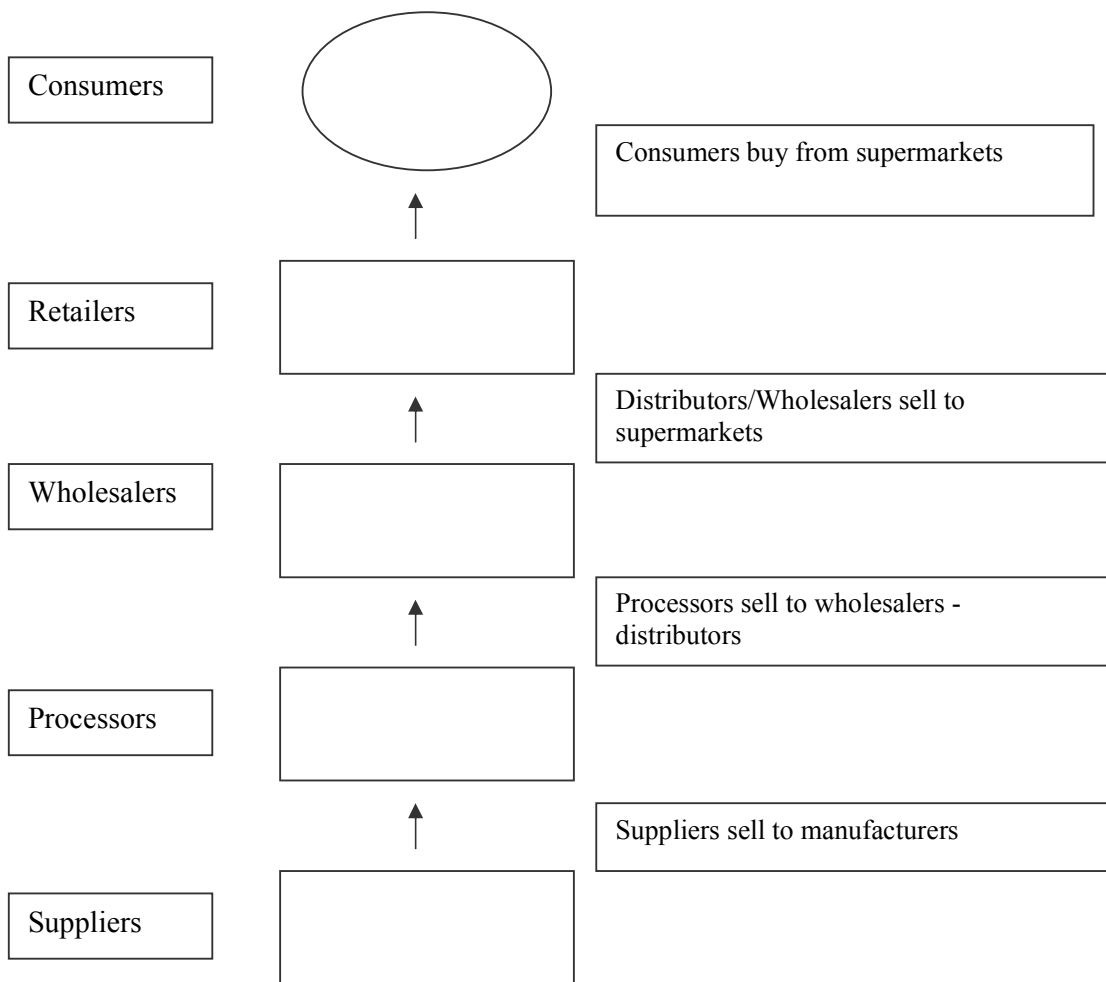 Consumers
Consumers buy from supermarkets
Retailers
Distributors/Wholesalers sell to
supermarkets
Wholesalers
Processors sell to wholesalers -
distributors
Processors
Suppliers sell to manufacturers
Suppliers